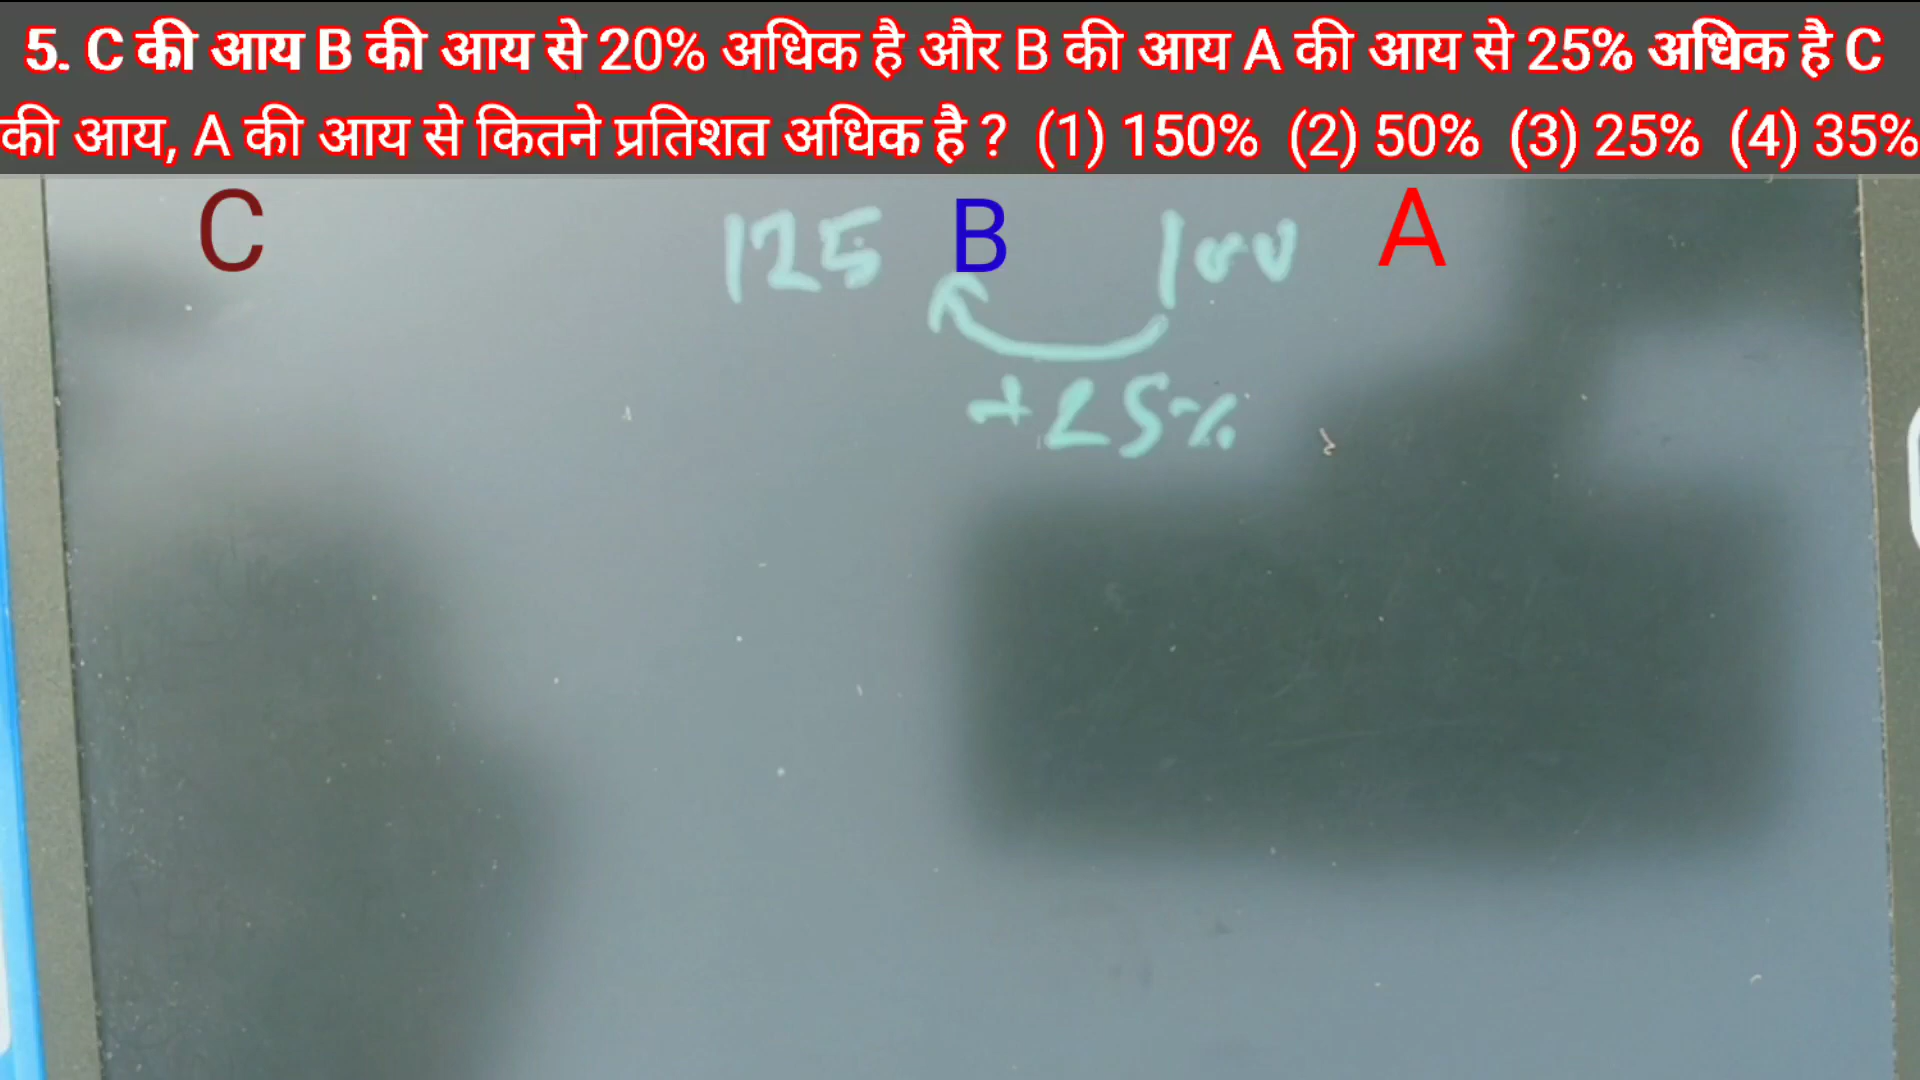 5. C की आय B की आय से 20% अधिक है और B की आय A की आय से 25% अधिक है C
की आय, A की आय से कितने प्रतिशत अधिक है ? (1) 150% (2) 50% (3) 25% (4) 35%
C 125 B 100 A
+25%